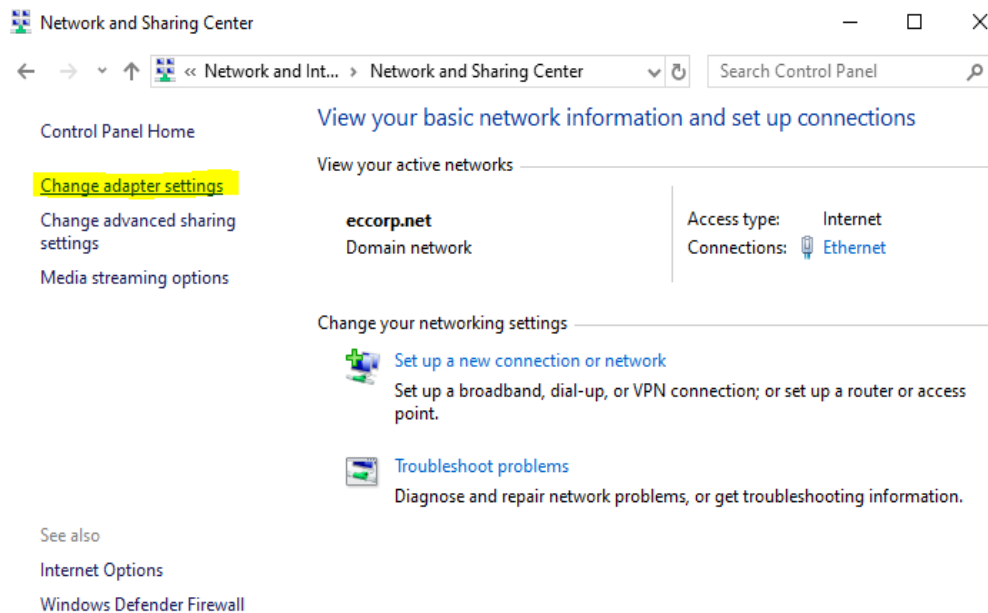 Network and Sharing Center
« Network and Int... › Network and Sharing Center
Search Control Panel
Control Panel Home
Change adapter settings
Change advanced sharing
settings
Media streaming options
View your basic network information and set up connections
View your active networks
eccorp.net
Domain network
Access type: Internet
Connections: Ethernet
Change your networking settings
Set up a new connection or network
Set up a broadband, dial-up, or VPN connection; or set up a router or access
point.
Troubleshoot problems
Diagnose and repair network problems, or get troubleshooting information.
See also
Internet Options
Windows Defender Firewall